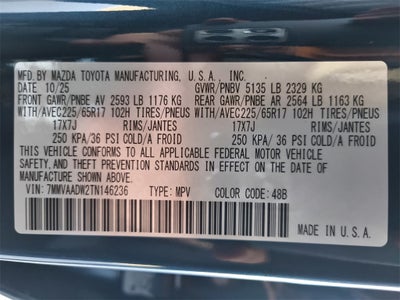 MFD.BY MAZDA TOYOTA MANUFACTURING, U.S.A., INC.
DATE 10/25 GVWR/PNBV 5135 LB 2329 KG
FRONT GAWR/PNBE AV 2593 LB 1176 KG REAR GAWR/PNBE AR 2564 LB 1163 KG
WITH/AVEC225/65R17 102H TIRES/PNEUS WITH/AVEC225/65R17 102H TIRES/PNEUS
17X7J RIMS/JANTES 17X7J RIMS/JANTES
250 KPA/36 PSI COLD/A FROID 250 KPA/36 PSI COLD/A FROID
THIS VEHICLE CONFORMS TO ALL APPLICABLE FEDERAL MOTOR VEHICLE
SAFETY, AND THEFT PREVENTION STANDARDS IN EFFECT ON THE DATE OF
MANUFACTURE SHOWN ABOVE.
VIN: 7MMVAADW2TN146236 TYPE: MPV COLOR CODE: 48B
MADE IN U.S.A.